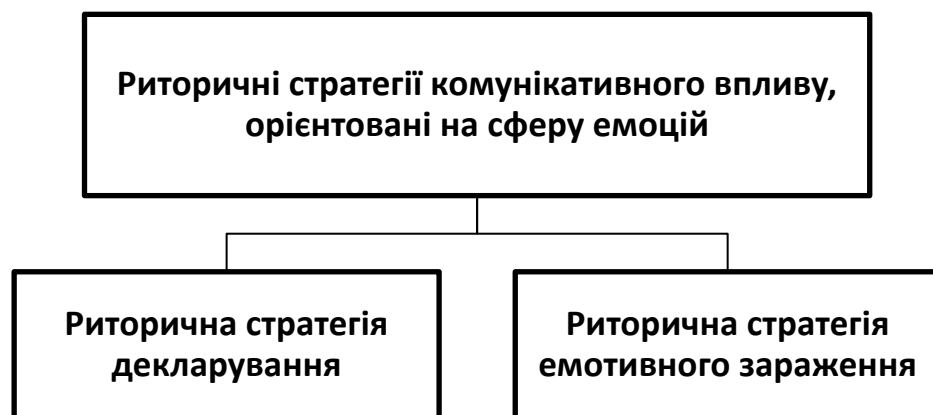 Риторичні стратегії комунікативного впливу,
орієнтовані на сферу емоцій
Риторична стратегія
декларування
Риторична стратегія
емотивного зараження